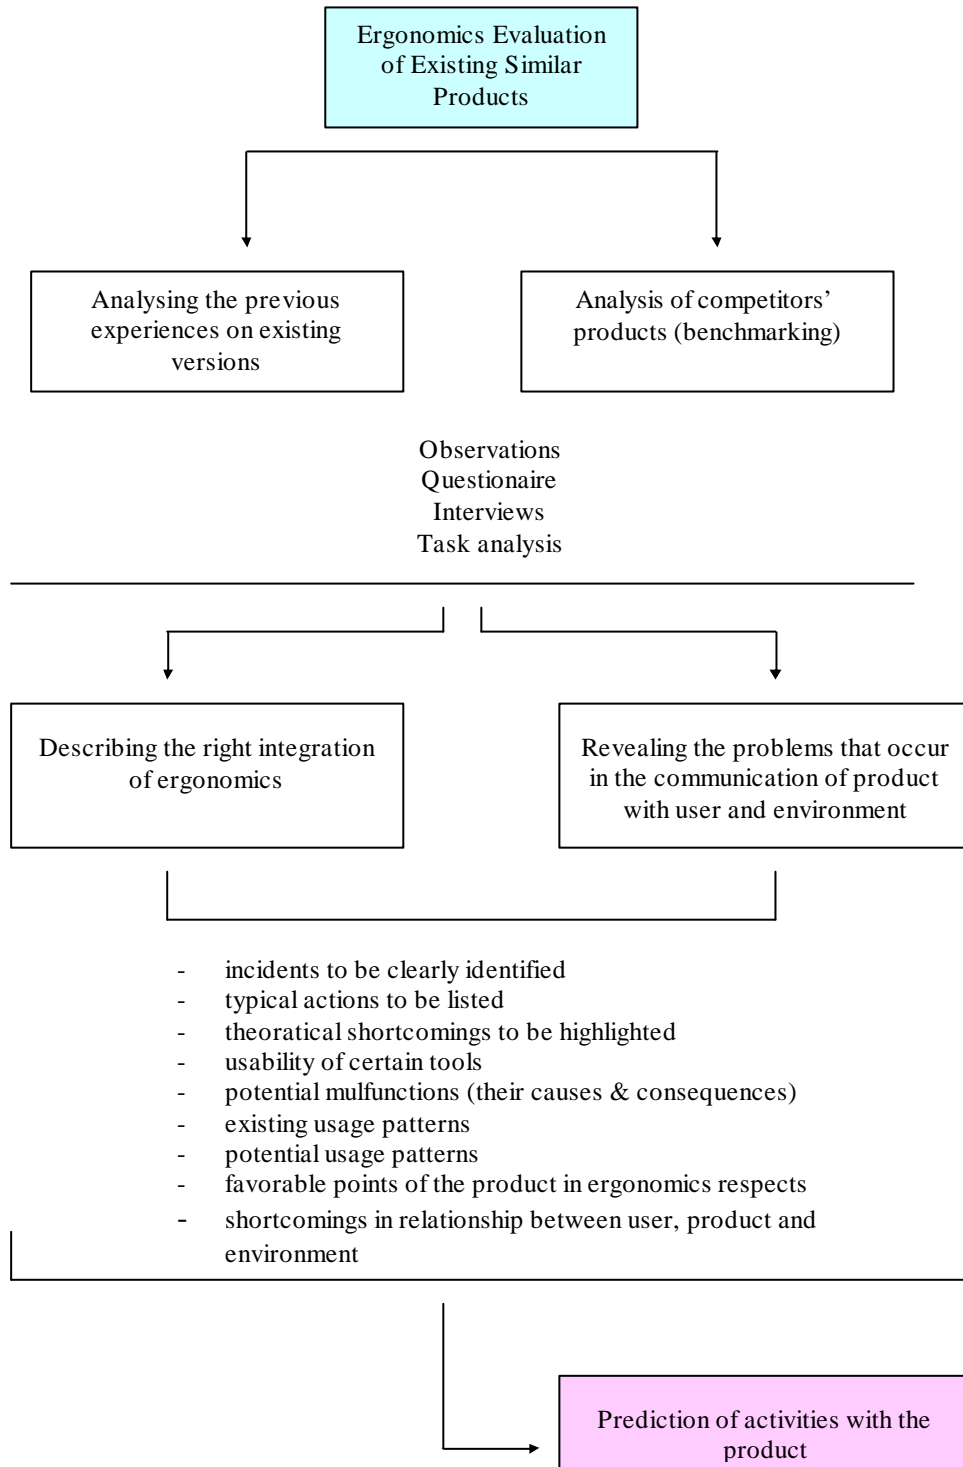 Ergonomics Evaluation
of Existing Similar
Products
Analysing the previous
experiences on existing
versions
Analysis of competitors’
products (benchmarking)
Observations
Questionaire
Interviews
Task analysis
Describing the right integration
of ergonomics
Revealing the problems that occur
in the communication of product
with user and environment
- incidents to be clearly identified
- typical actions to be listed
- theoratical shortcomings to be highlighted
- usability of certain tools
- potential mulfunctions (their causes & consequences)
- existing usage patterns
- potential usage patterns
- favorable points of the product in ergonomics respects
- shortcomings in relationship between user, product and
environment
Prediction of activities with the
product